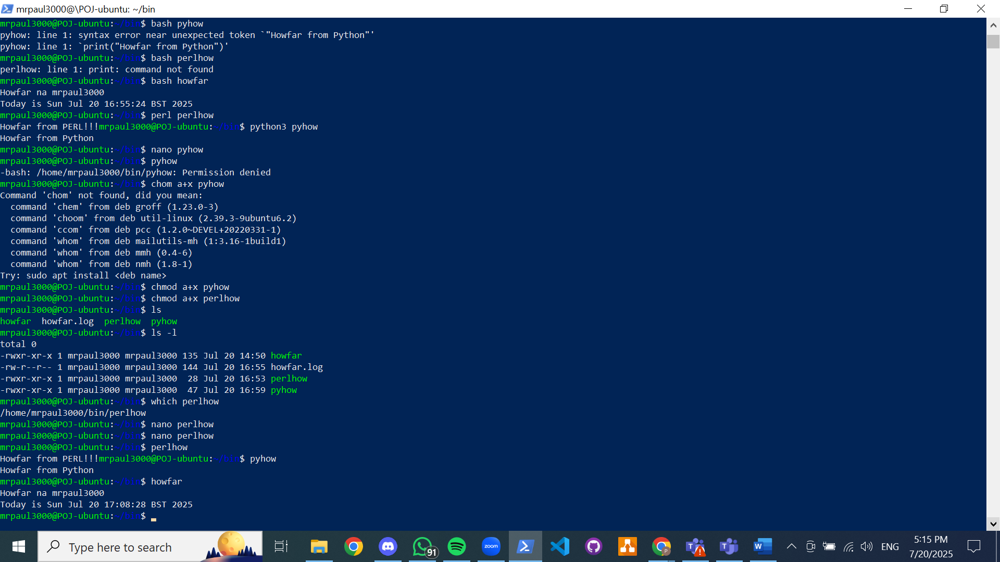 mrpaul3000@\POJ-ubuntu: ~/bin
mrpaul3000@POJ-ubuntu:~/bin$ bash pyhow
pyhow: line 1: syntax error near unexpected token `"Howfar from Python"'
pyhow: line 1: `print("Howfar from Python")'
mrpaul3000@POJ-ubuntu:~/bin$ bash perlhow
perlhow: line 1: print: command not found
mrpaul3000@POJ-ubuntu:~/bin$ bash howfar
Howfar na mrpaul3000
Today is Sun Jul 20 16:55:24 BST 2025
mrpaul3000@POJ-ubuntu:~/bin$ perl perlhow
Howfar from PERL!!!mrpaul3000@POJ-ubuntu:~/bin$ python3 pyhow
Howfar from Python
mrpaul3000@POJ-ubuntu:~/bin$ nano pyhow
mrpaul3000@POJ-ubuntu:~/bin$ pyhow
-bash: /home/mrpaul3000/bin/pyhow: Permission denied
mrpaul3000@POJ-ubuntu:~/bin$ chom a+x pyhow
Command 'chom' not found, did you mean:
  command 'chem' from deb groff (1.23.0-3)
  command 'choom' from deb util-linux (2.39.3-9ubuntu6.2)
  command 'ccom' from deb pcc (1.2.0~DEVEL+20220331-1)
  command 'whom' from deb mailutils-mh (1:3.16-1build1)
  command 'whom' from deb mmh (0.4-6)
  command 'whom' from deb nmh (1.8-1)
Try: sudo apt install <deb name>
mrpaul3000@POJ-ubuntu:~/bin$ chmod a+x pyhow
mrpaul3000@POJ-ubuntu:~/bin$ chmod a+x perlhow
mrpaul3000@POJ-ubuntu:~/bin$ ls
howfar  howfar.log  perlhow  pyhow
mrpaul3000@POJ-ubuntu:~/bin$ ls -l
total 0
-rwxr-xr-x 1 mrpaul3000 mrpaul3000 135 Jul 20 14:50 howfar
-rw-r--r-- 1 mrpaul3000 mrpaul3000 144 Jul 20 16:55 howfar.log
-rwxr-xr-x 1 mrpaul3000 mrpaul3000  28 Jul 20 16:53 perlhow
-rwxr-xr-x 1 mrpaul3000 mrpaul3000  47 Jul 20 16:59 pyhow
mrpaul3000@POJ-ubuntu:~/bin$ which perlhow
/home/mrpaul3000/bin/perlhow
mrpaul3000@POJ-ubuntu:~/bin$ nano perlhow
mrpaul3000@POJ-ubuntu:~/bin$ nano perlhow
mrpaul3000@POJ-ubuntu:~/bin$ perlhow
Howfar from PERL!!!mrpaul3000@POJ-ubuntu:~/bin$ pyhow
Howfar from Python
mrpaul3000@POJ-ubuntu:~/bin$ howfar
Howfar na mrpaul3000
Today is Sun Jul 20 17:08:28 BST 2025
mrpaul3000@POJ-ubuntu:~/bin$
Type here to search
91
zoom
P
T
T
W
ENG
5:15 PM
7/20/2025